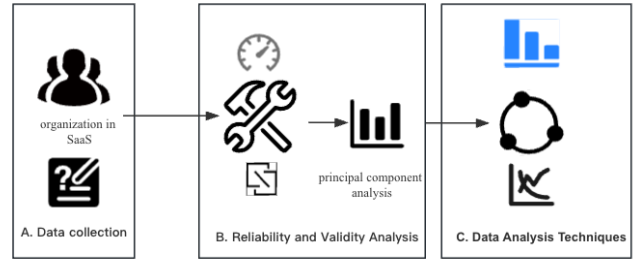 organization in
SaaS
A. Data collection
principal component
analysis
B. Reliability and Validity Analysis
C. Data Analysis Techniques